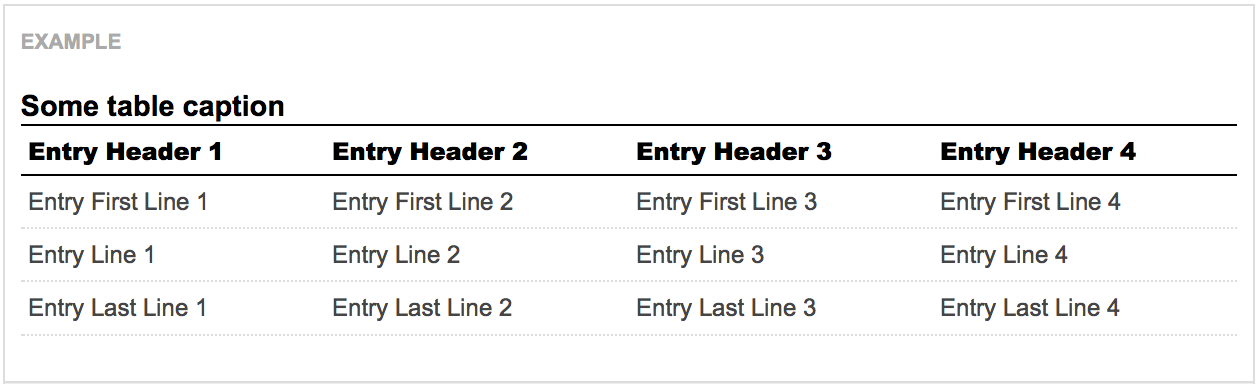 EXAMPLE
Some table caption
Entry Header 1 Entry Header 2 Entry Header 3 Entry Header 4
Entry First Line 1 Entry First Line 2 Entry First Line 3 Entry First Line 4
Entry Line 1 Entry Line 2 Entry Line 3 Entry Line 4
Entry Last Line 1 Entry Last Line 2 Entry Last Line 3 Entry Last Line 4